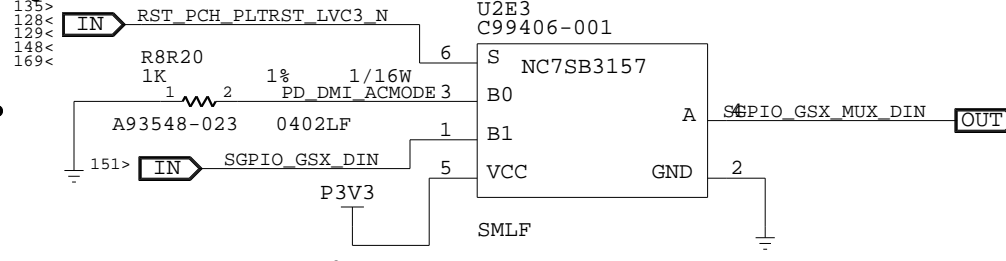 135>
128<
129<
148<
169<
IN
RST_PCH_PLTRST_LVC3_N
U2E3
C99406-001
6
S
NC7SB3157
R8R20
1K
1%
1/16W
1
2
PD_DMI_ACMODE
3
B0
A93548-023
0402LF
1
B1
A
4
SGPIO_GSX_MUX_DIN
OUT
151>
IN
SGPIO_GSX_DIN
5
VCC
GND
2
P3V3
SMLF